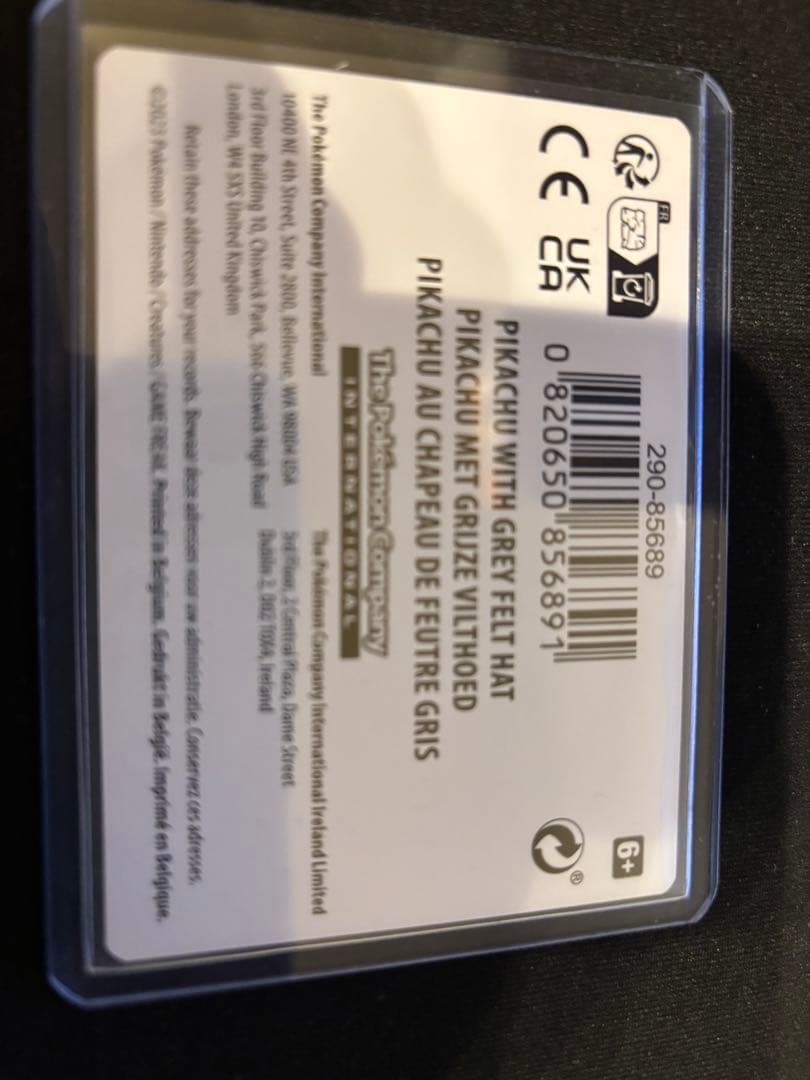 290-85689
0 820650 856891
6+
FR
CE
UK
CA
PIKACHU WITH GREY FELT HAT
PIKACHU MET GRIJZE VILTHOED
PIKACHU AU CHAPEAU DE FEUTRE GRIS
®
The Pokémon Company
INTERNATIONAL
The Pokémon Company International
10400 NE 4th Street, Suite 2800, Bellevue, WA 98004 USA
3rd Floor Building 10, Chiswick Park, 566 Chiswick High Road
London, W4 5XS United Kingdom
The Pokémon Company International Ireland Limited
3rd Floor, 2 Central Plaza, Dame Street
Dublin 2, D02 T0X4, Ireland
Retain these addresses for your records. Bewaar deze adressen voor uw administratie. Conservez ces adresses.
©2023 Pokémon / Nintendo / Creatures / GAME FREAK. Printed in Belgium. Gedrukt in België. Imprimé en Belgique.